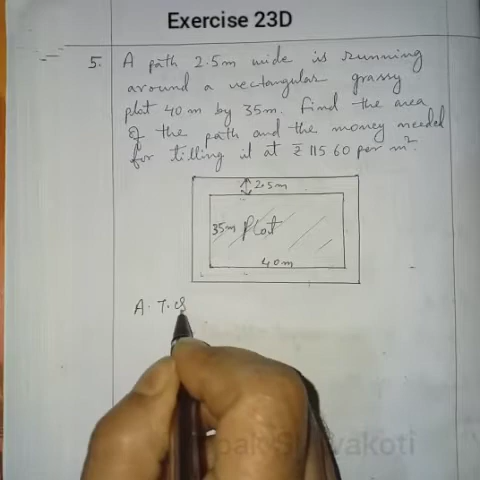 Exercise 23D
5. A path 2.5m wide is running
around a rectangular grassy
plot 40 m by 35m. Find the area
of the path and the money needed
for tilling it at ₹ 115 60 per m².
2.5m
35m Plot
40m
A. T.